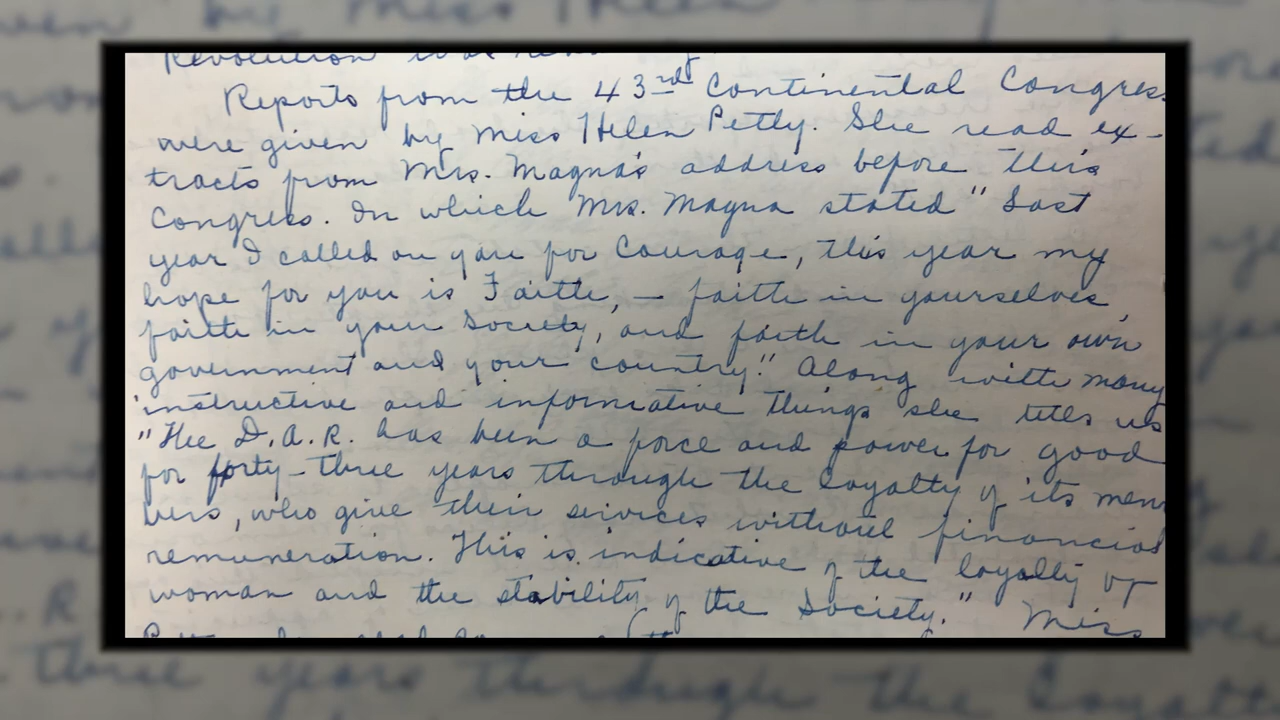 Revolution was
Reports from the 43rd Continental Congress
were given by Miss Helen Petty. She read ex-
tracts from Mrs. Magna's address before this
Congress. In which Mrs. Magna stated "Last
year I called on you for Courage, this year my
hope for you is Faith, — faith in yourselves,
faith in your Society, and faith in your own
government and your country." Along with many
instructive and informative things she tells us
"The D.A.R. has been a force and power for good
for forty-three years through the loyalty of its mem
bers, who give their services without financial
remuneration. This is indicative of the loyalty of
woman and the stability of the Society." Miss